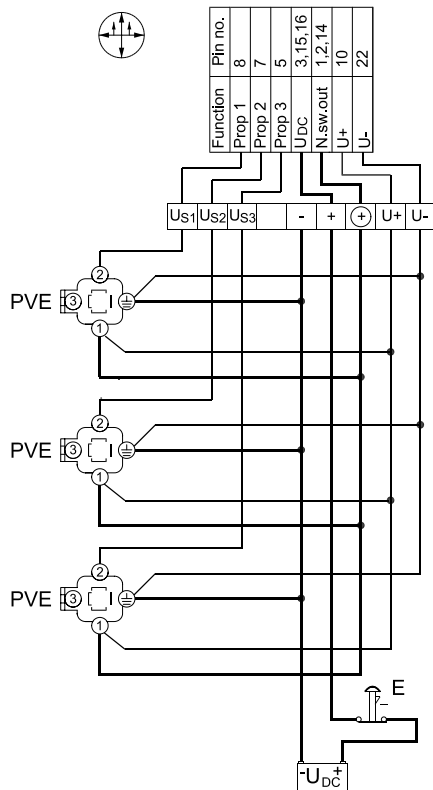 Function Pin no.
Prop 1 8
Prop 2 7
Prop 3 5
UDC 3,15,16
N.sw.out 1,2,14
U+ 10
U- 22
US1 US2 US3 - + + U+ U-
2
PVE 3
1
2
PVE 3
1
2
PVE 3
1
E
- UDC +